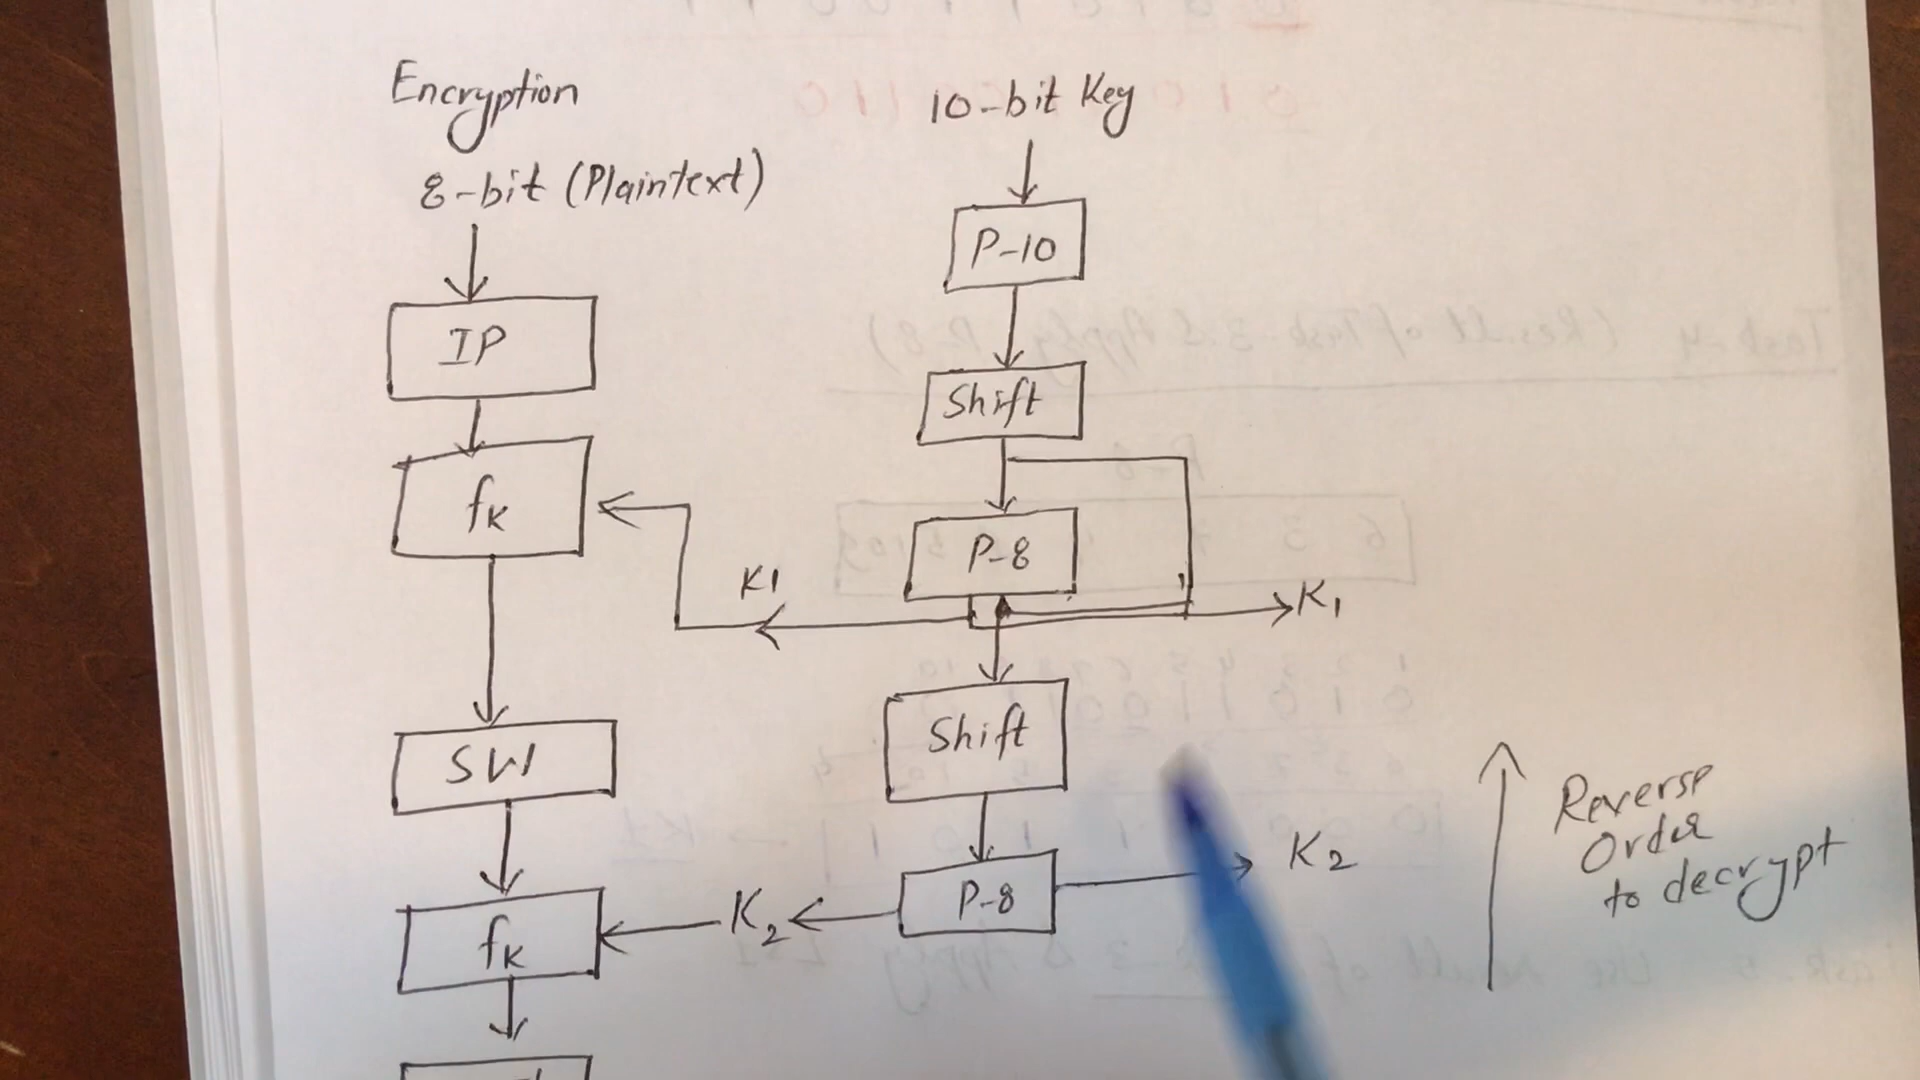 Encryption
8-bit (Plaintext)
IP
fK
SW
fK
10-bit Key
P-10
Shift
P-8
K1
K1
Shift
P-8
K2
K2
Reverse
Order
to decrypt